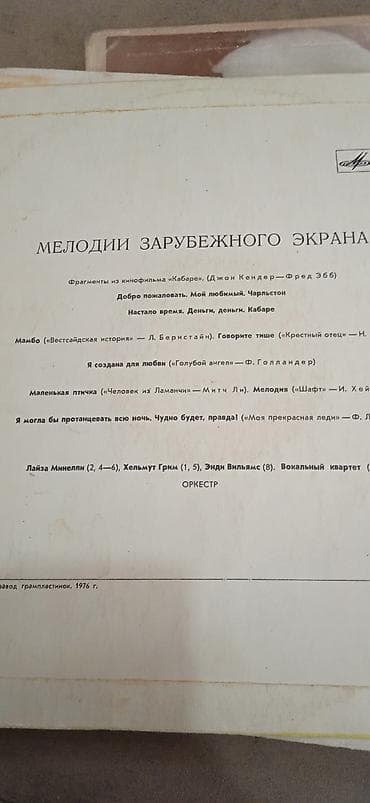 МЕЛОДИИ ЗАРУБЕЖНОГО ЭКРАНА
Фрагменты из кинофильма «Кабаре». (Джон Кендер — Фред Эбб)
Добро пожаловать. Мой любимый. Чарльстон
Настало время. Деньги, деньги. Кабаре
Мамбо («Вестсайдская история» — Л. Бернстайн). Говорите тише («Крестный отец» — Н.
Я создана для любви («Голубой ангел» — Ф. Голландер)
Маленькая птичка («Человек из Ламанчи» — Митч Ли). Мелодия («Шафт» — И. Хей
Я могла бы протанцевать всю ночь. Чудно будет, правда! («Моя прекрасная леди» — Ф. Л
Лайза Минелли (2, 4—6), Хельмут Грим (1, 5), Энди Вильямс (8). Вокальный квартет (
ОРКЕСТР
завод грампластинок, 1976 г.